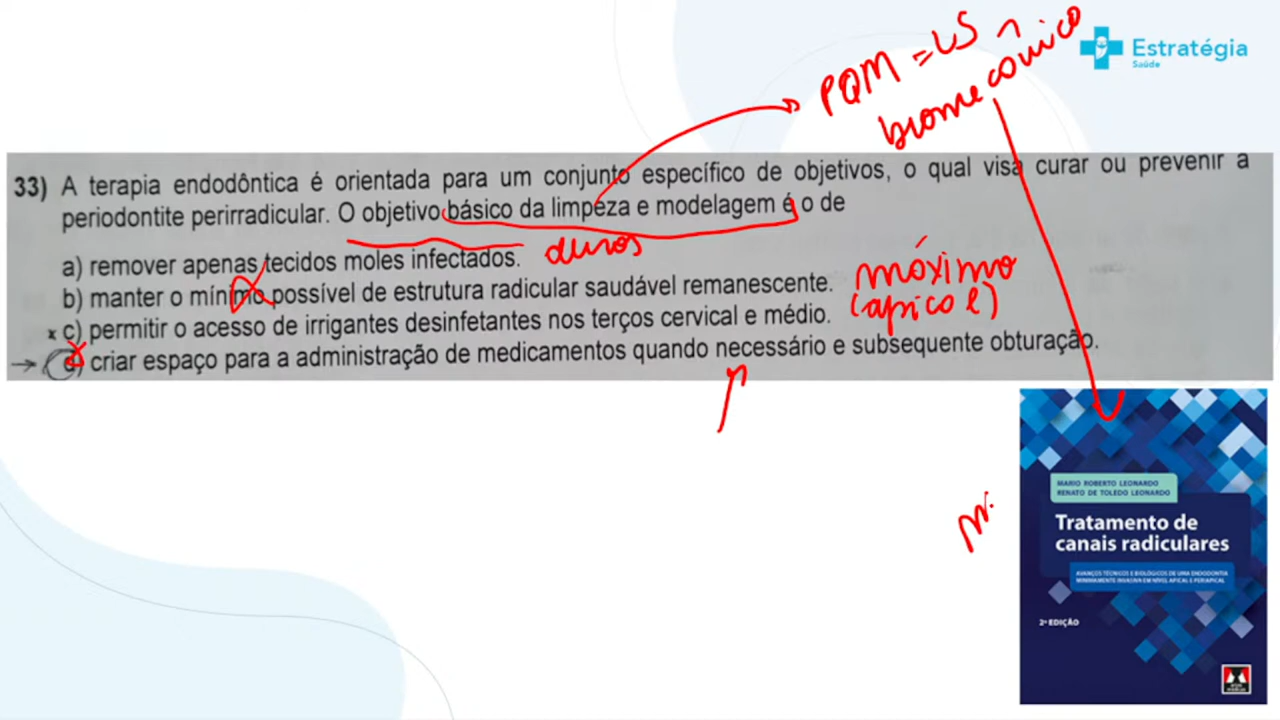 PQM = LS
biomecânico
Estratégia
Saúde
33) A terapia endodôntica é orientada para um conjunto específico de objetivos, o qual visa curar ou prevenir a
periodontite perirradicular. O objetivo básico da limpeza e modelagem é o de
a) remover apenas tecidos moles infectados. duros
b) manter o mínimo possível de estrutura radicular saudável remanescente. máximo
x c) permitir o acesso de irrigantes desinfetantes nos terços cervical e médio. (apical)
→ d) criar espaço para a administração de medicamentos quando necessário e subsequente obturação.
MARIO ROBERTO LEONARDO
RENATO DE TOLEDO LEONARDO
Tratamento de
canais radiculares
AVANÇOS TÉCNICOS E BIOLÓGICOS DE UMA ENDODONTIA
MINIMAMENTE INVASIVA EM NÍVEL APICAL E PERIAPICAL
2ª EDIÇÃO